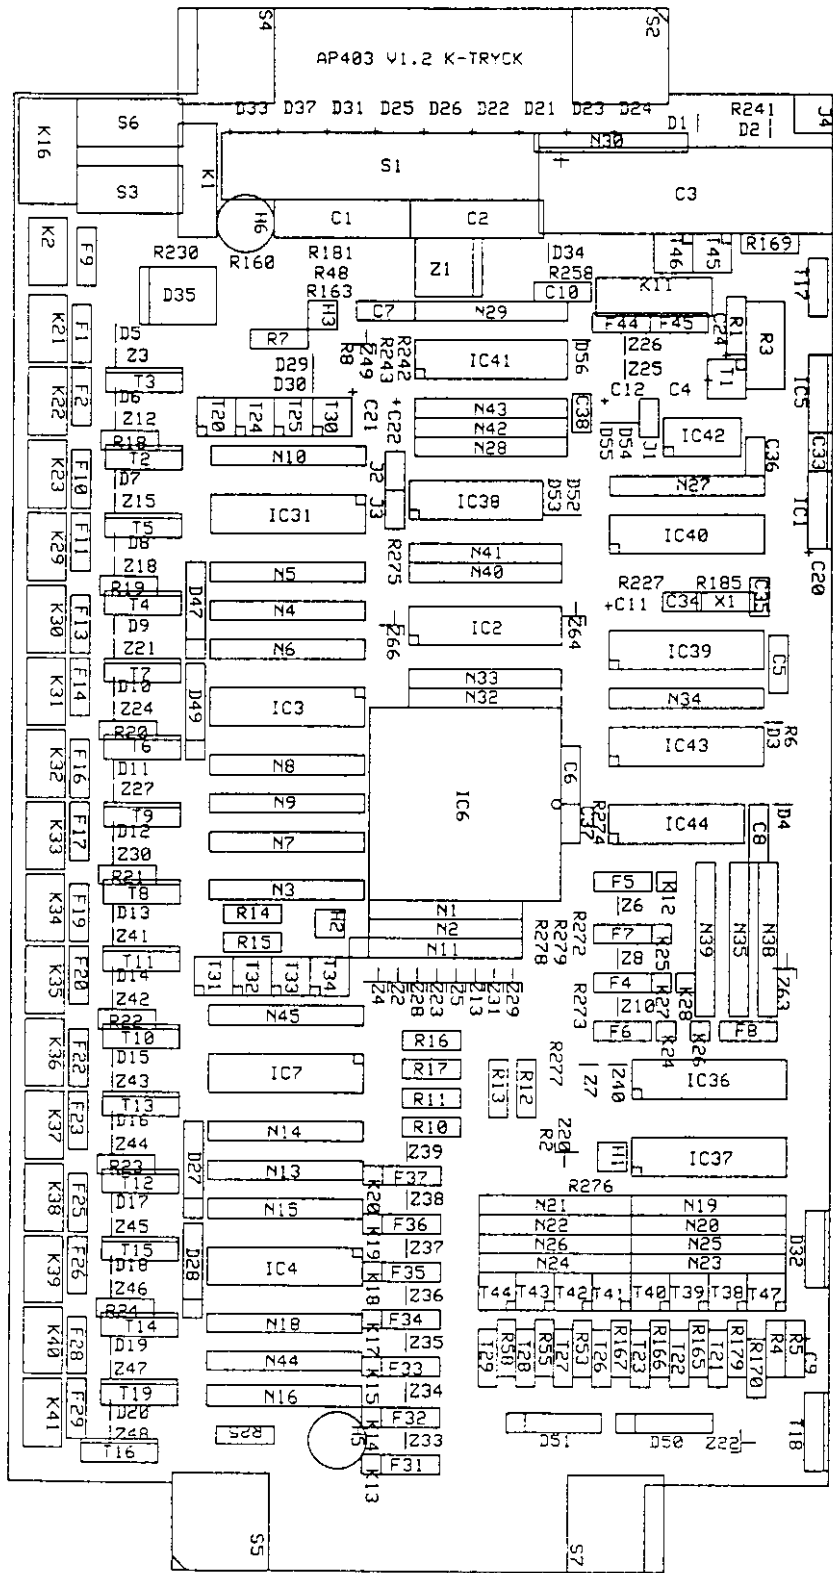 S4 S2
AP403 V1.2 K-TRYCK
D33 D37 D31 D25 D26 D22 D21 D23 D24 D1 R241 D2 J4
K16 S6 S1 N30 C3
S3 K1
K2 F9 H6 C1 C2 R169
R230 R160 R181 Z1 D34 T46 T45
R48 R258 T17
D35 R163 C10 K11
K21 F1 D5 R7 H3 C7 N29 F44 F45 C24 R1 R3
Z3 R8 Z49 R243 R242 IC41 D56 Z26
T3 D29 D30 Z25 T1 IC5
K22 F2 D6 Z12 T20 T24 T25 T30 C21 C22 N43 C38 C12 C4
R18 N42 D55 D54 J1 IC42
T2 N10 J2 N28 C36 C33
K23 F10 D7 Z15 IC31 J3 IC38 D53 D52 N27 IC1
T5 IC40
K29 F11 D8 Z18 N5 R275 N41 N40 C20
R19 R227 R185
T4 D47 N4 C11 C34 X1 C35
K30 F13 D9 Z21 N6 Z66 IC2 Z64 IC39 C5
T7 N33
K31 F14 D10 Z24 D49 IC3 N32 N34
R20 T6 IC43 D3 R6
K32 F16 D11 Z27 N8 IC6 C6
T9 N9 C37 R274 IC44 C8 D4
K33 F17 D12 Z30 N7
R21 T8 N3 F5 K12
K34 F19 D13 Z41 R14 H2 N1 Z6 N39 N35 N38
R15 N2 R278 R279 R272 F7 K25
T11 N11 Z8
K35 F20 D14 Z42 T31 T32 T33 T34 Z4 Z2 Z28 Z23 Z5 Z13 Z31 Z29 R273 F4 K27 K28 Z63
R22 N45 Z10
T10 R16 F6 K24 K26 F8
K36 F22 D15 Z43 IC7 R17 R13 R12 R277 Z7 Z40 IC36
T13 R11
K37 F23 D16 Z44 N14 R10 R2 Z20
R23 D27 N13 Z39 H1 IC37
T12 K20 F37 R276
K38 F25 D17 Z45 N15 Z38 N21 N19
T15 K19 F36 N22 N20 D32
K39 F26 D18 Z46 D28 IC4 Z37 N26 N25
R24 K18 F35 N24 N23
T14 N18 Z36 T44 T43 T42 T41 T40 T39 T38 T47
K40 F28 D19 Z47 N44 K17 F34 Z35 T29 R58 T28 R55 T27 R53 T26 R167 T23 R166 T22 R165 T21 R179 R170 R4 R5 C9
T19 N16 K15 F33 Z34
K41 F29 D20 Z48 R25 K14 F32 D51 D50 Z22 T18
T16 Z33
K13 F31
S5 S7